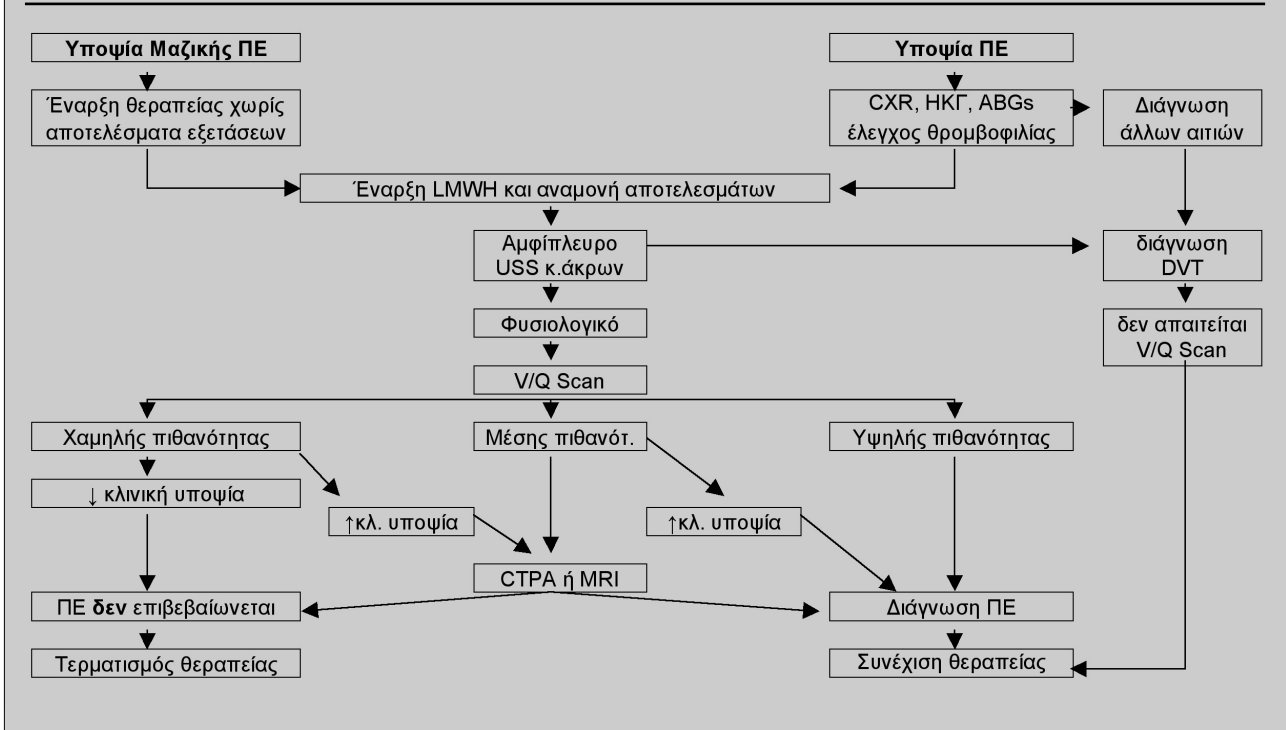 Υποψία Μαζικής ΠΕ
Υποψία ΠΕ
Έναρξη θεραπείας χωρίς
αποτελέσματα εξετάσεων
CXR, ΗΚΓ, ABGs
έλεγχος θρομβοφιλίας
Διάγνωση
άλλων αιτιών
Έναρξη LMWH και αναμονή αποτελεσμάτων
Αμφίπλευρο
USS κ.άκρων
διάγνωση
DVT
Φυσιολογικό
δεν απαιτείται
V/Q Scan
V/Q Scan
Χαμηλής πιθανότητας
Μέσης πιθανότ.
Υψηλής πιθανότητας
↓ κλινική υποψία
↑κλ. υποψία
↑κλ. υποψία
CTPA ή MRI
ΠΕ δεν επιβεβαίωνεται
Διάγνωση ΠΕ
Τερματισμός θεραπείας
Συνέχιση θεραπείας